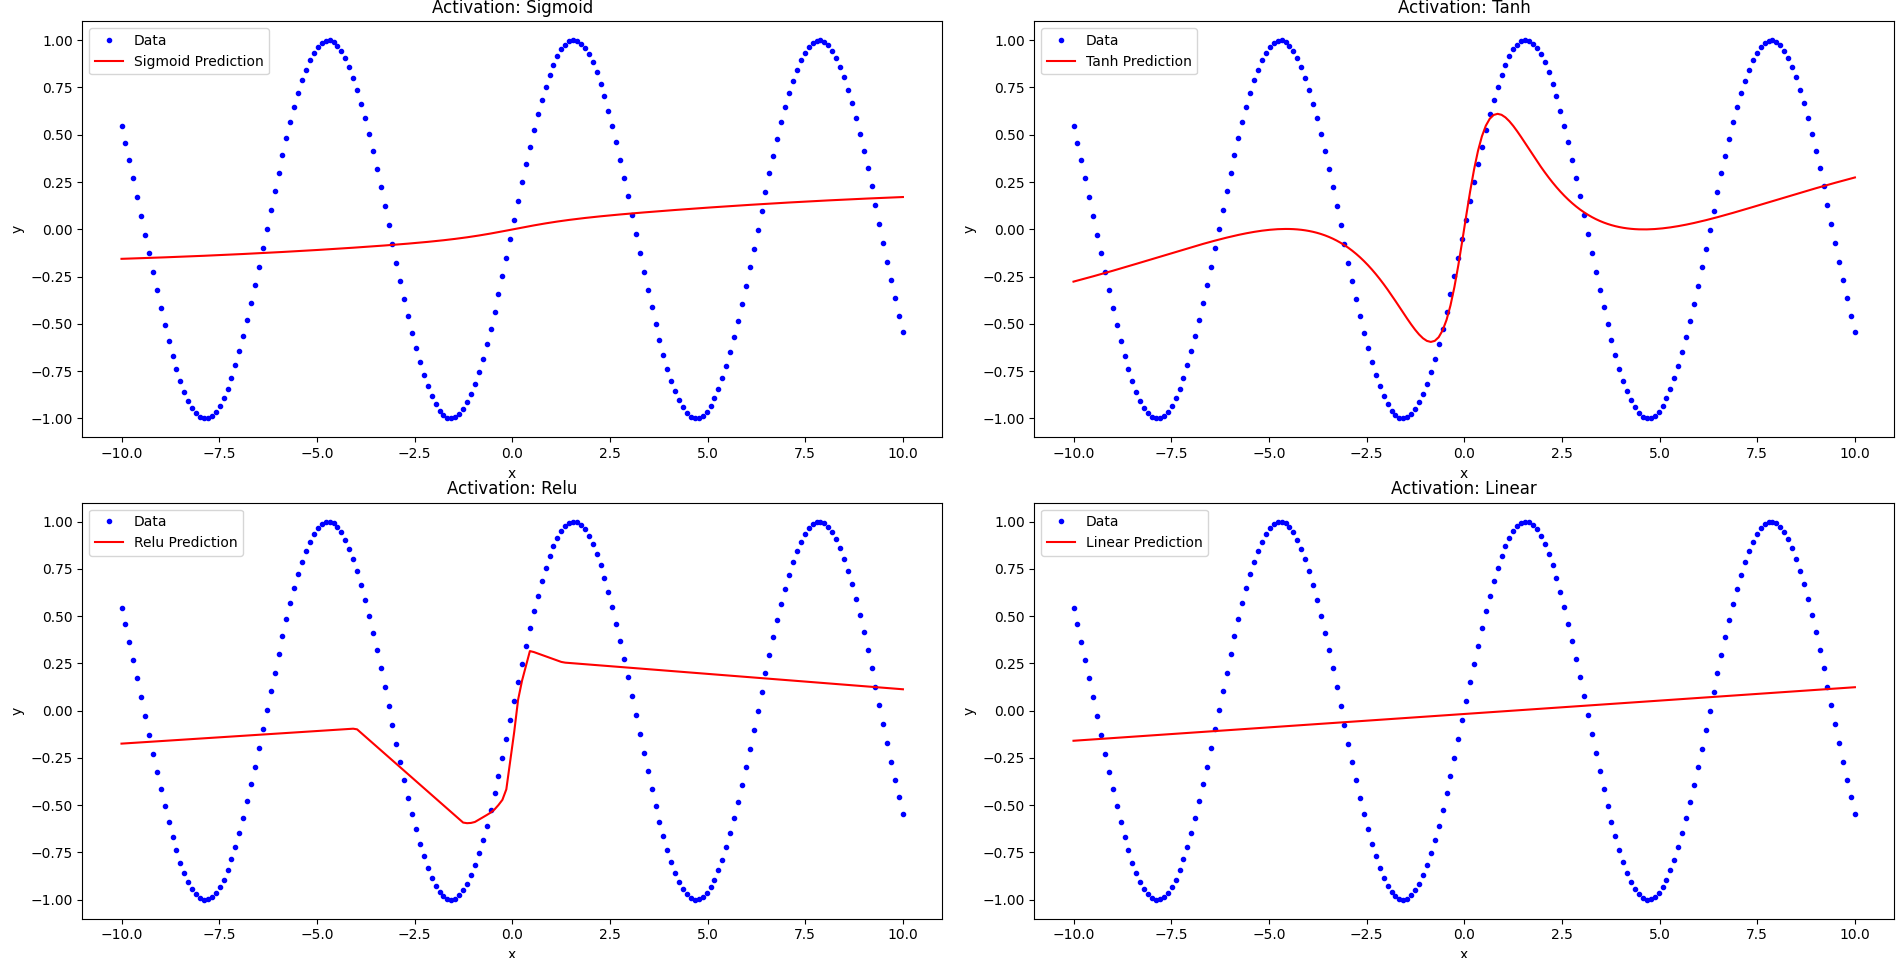 Activation: Sigmoid
Data
Sigmoid Prediction
1.00
0.75
0.50
0.25
0.00
−0.25
−0.50
−0.75
−1.00
y
−10.0 −7.5 −5.0 −2.5 0.0 2.5 5.0 7.5 10.0
x
Activation: Tanh
Data
Tanh Prediction
1.00
0.75
0.50
0.25
0.00
−0.25
−0.50
−0.75
−1.00
y
−10.0 −7.5 −5.0 −2.5 0.0 2.5 5.0 7.5 10.0
x
Activation: Relu
Data
Relu Prediction
1.00
0.75
0.50
0.25
0.00
−0.25
−0.50
−0.75
−1.00
y
−10.0 −7.5 −5.0 −2.5 0.0 2.5 5.0 7.5 10.0
x
Activation: Linear
Data
Linear Prediction
1.00
0.75
0.50
0.25
0.00
−0.25
−0.50
−0.75
−1.00
y
−10.0 −7.5 −5.0 −2.5 0.0 2.5 5.0 7.5 10.0
x